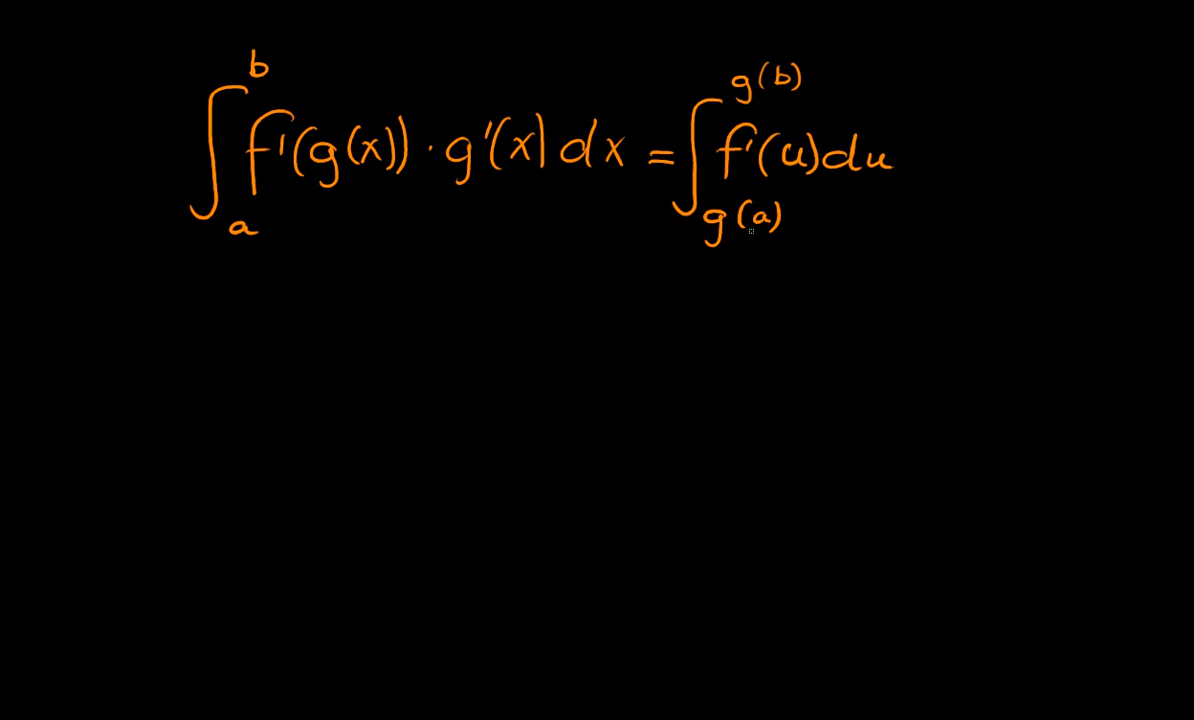 ∫_a^b f'(g(x)) · g'(x) dx = ∫_{g(a)}^{g(b)} f'(u) du